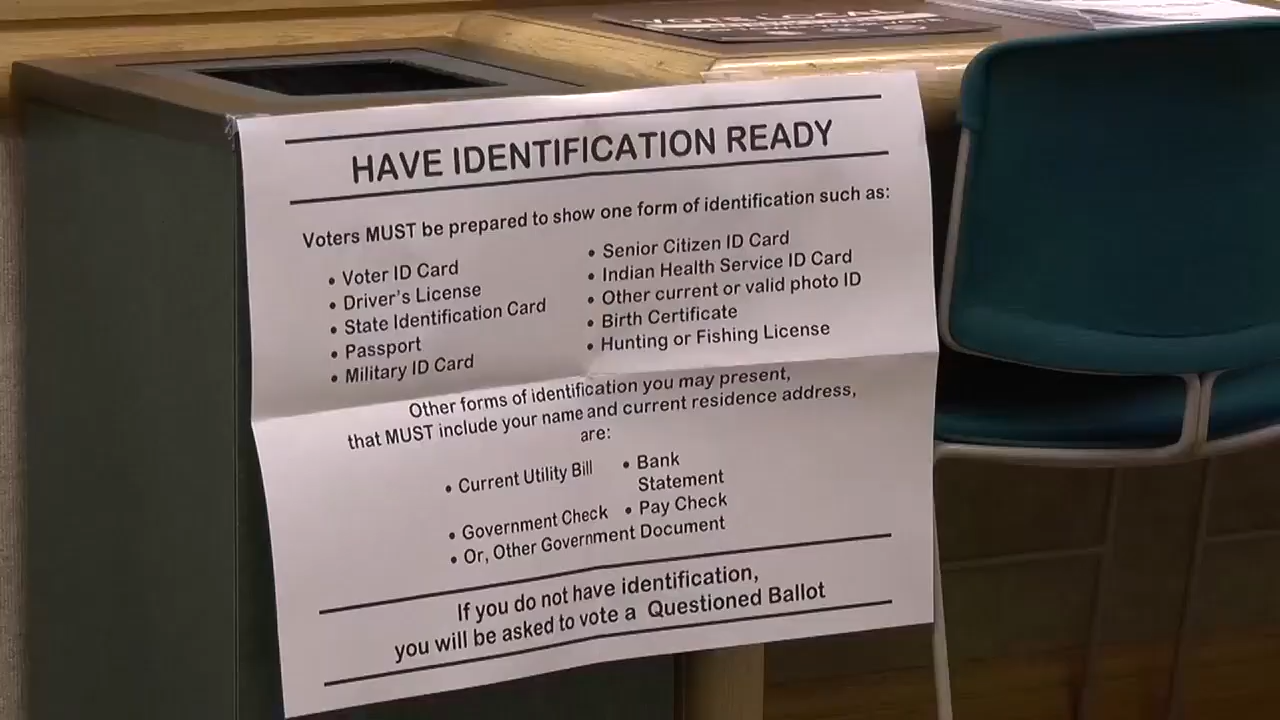 VOTE LOCAL
HAVE IDENTIFICATION READY
Voters MUST be prepared to show one form of identification such as:
• Voter ID Card
• Driver's License
• State Identification Card
• Passport
• Military ID Card
• Senior Citizen ID Card
• Indian Health Service ID Card
• Other current or valid photo ID
• Birth Certificate
• Hunting or Fishing License
Other forms of identification you may present,
that MUST include your name and current residence address,
are:
• Current Utility Bill
• Bank
Statement
• Government Check
• Pay Check
• Or, Other Government Document
If you do not have identification,
you will be asked to vote a Questioned Ballot